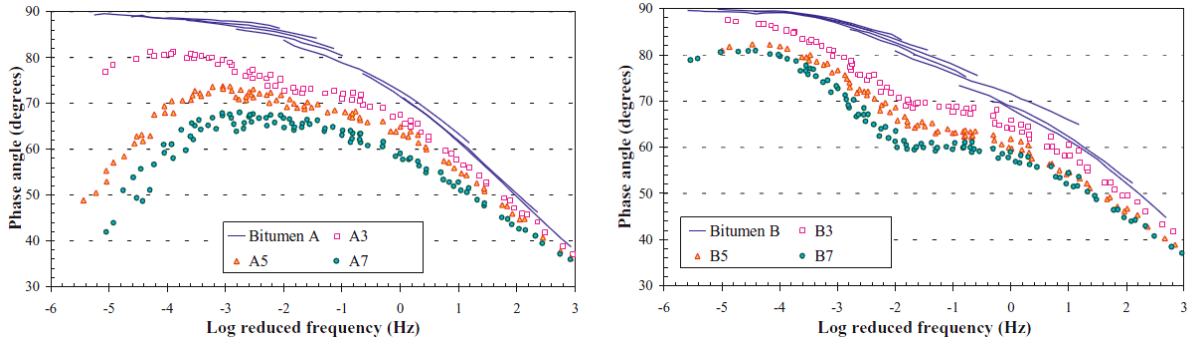 90
80
70
60
50
40
30
Phase angle (degrees)
Bitumen A
A3
A5
A7
-6 -5 -4 -3 -2 -1 0 1 2 3
Log reduced frequency (Hz)
90
80
70
60
50
40
30
Phase angle (degrees)
Bitumen B
B3
B5
B7
-6 -5 -4 -3 -2 -1 0 1 2 3
Log reduced frequency (Hz)